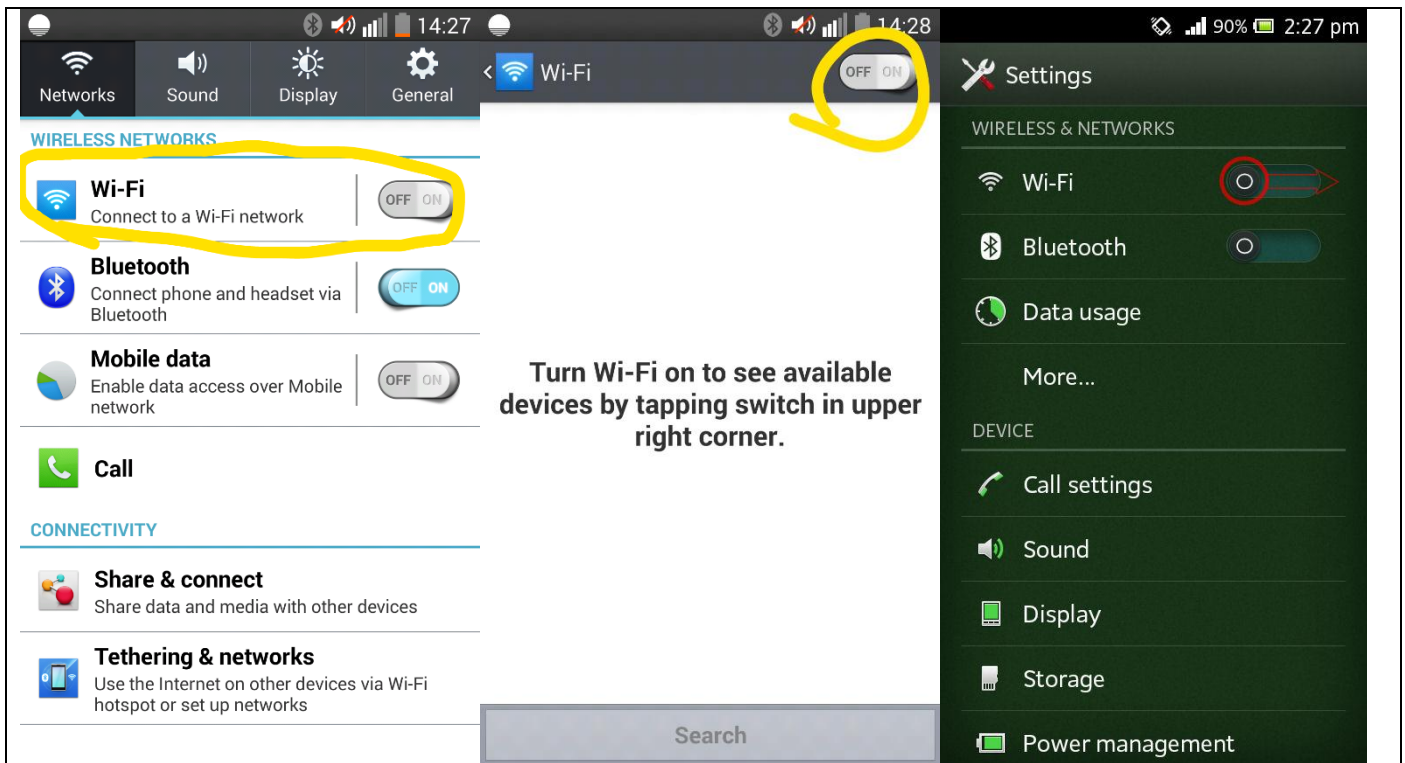 14:27
Networks Sound Display General
WIRELESS NETWORKS
Wi-Fi
Connect to a Wi-Fi network
OFF ON
Bluetooth
Connect phone and headset via
Bluetooth
OFF ON
Mobile data
Enable data access over Mobile
network
OFF ON
Call
CONNECTIVITY
Share & connect
Share data and media with other devices
Tethering & networks
Use the Internet on other devices via Wi-Fi
hotspot or set up networks
14:28
Wi-Fi
OFF ON
Turn Wi-Fi on to see available
devices by tapping switch in upper
right corner.
Search
90% 2:27 pm
Settings
WIRELESS & NETWORKS
Wi-Fi
Bluetooth
Data usage
More...
DEVICE
Call settings
Sound
Display
Storage
Power management